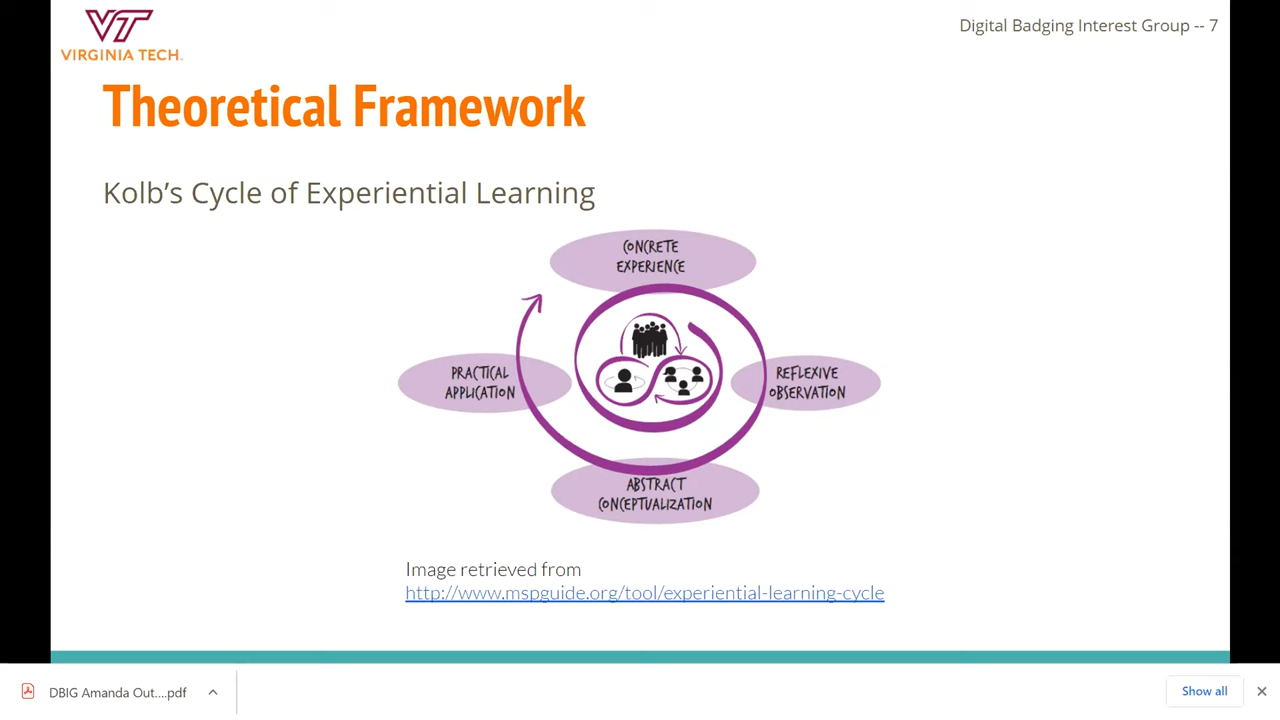 VT
VIRGINIA TECH.
Digital Badging Interest Group -- 7
Theoretical Framework
Kolb's Cycle of Experiential Learning
CONCRETE
EXPERIENCE
PRACTICAL
APPLICATION
REFLEXIVE
OBSERVATION
ABSTRACT
CONCEPTUALIZATION
Image retrieved from
http://www.mspguide.org/tool/experiential-learning-cycle
DBIG Amanda Out....pdf
Show all